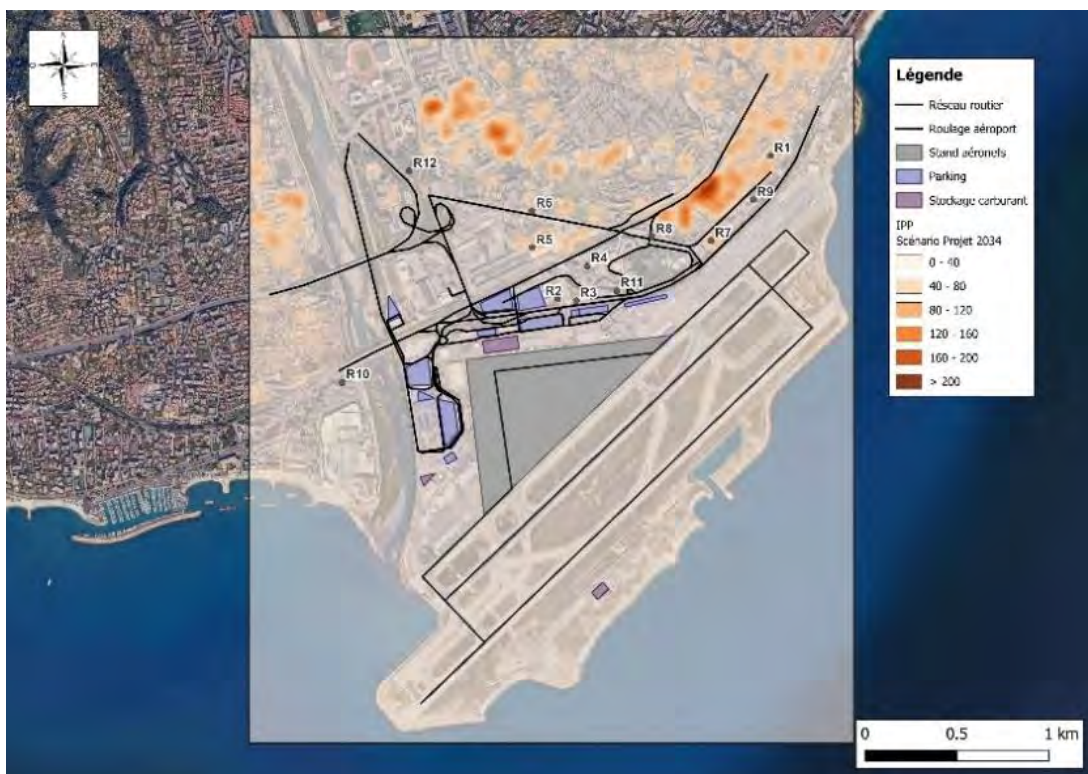 N
O
E
S
Légende
Réseau routier
Roulage aéroport
Stand aéronefs
Parking
Stockage carburant
IPP
Scénario Projet 2034
0 - 40
40 - 80
80 - 120
120 - 160
160 - 200
> 200
R12
R1
R9
R6
R8
R7
R5
R4
R11
R2
R3
R10
0 0.5 1 km